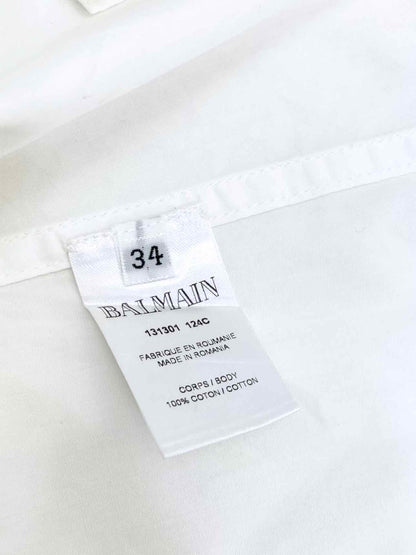 34
BALMAIN
131301 124C
FABRIQUE EN ROUMANIE
MADE IN ROMANIA
CORPS / BODY
100% COTON / COTTON